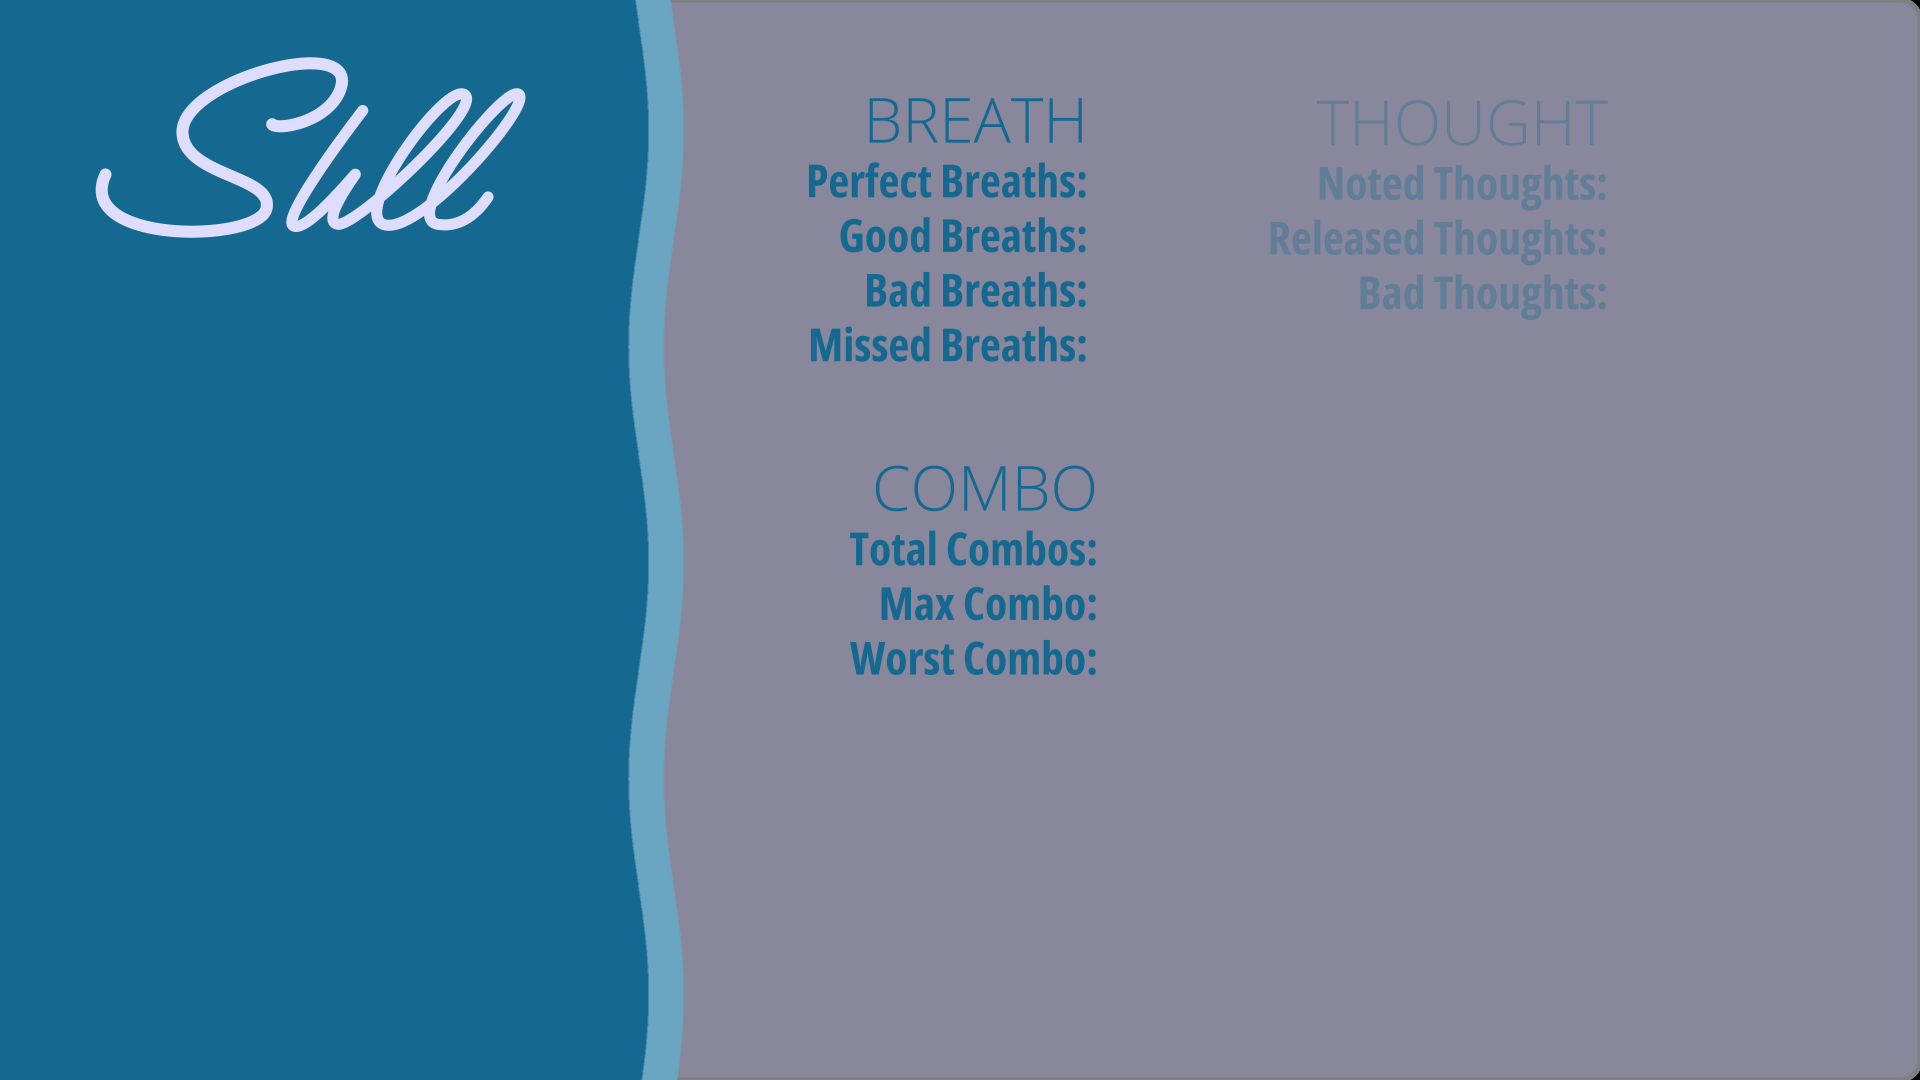 Still
BREATH
Perfect Breaths:
Good Breaths:
Bad Breaths:
Missed Breaths:
THOUGHT
Noted Thoughts:
Released Thoughts:
Bad Thoughts:
COMBO
Total Combos:
Max Combo:
Worst Combo: